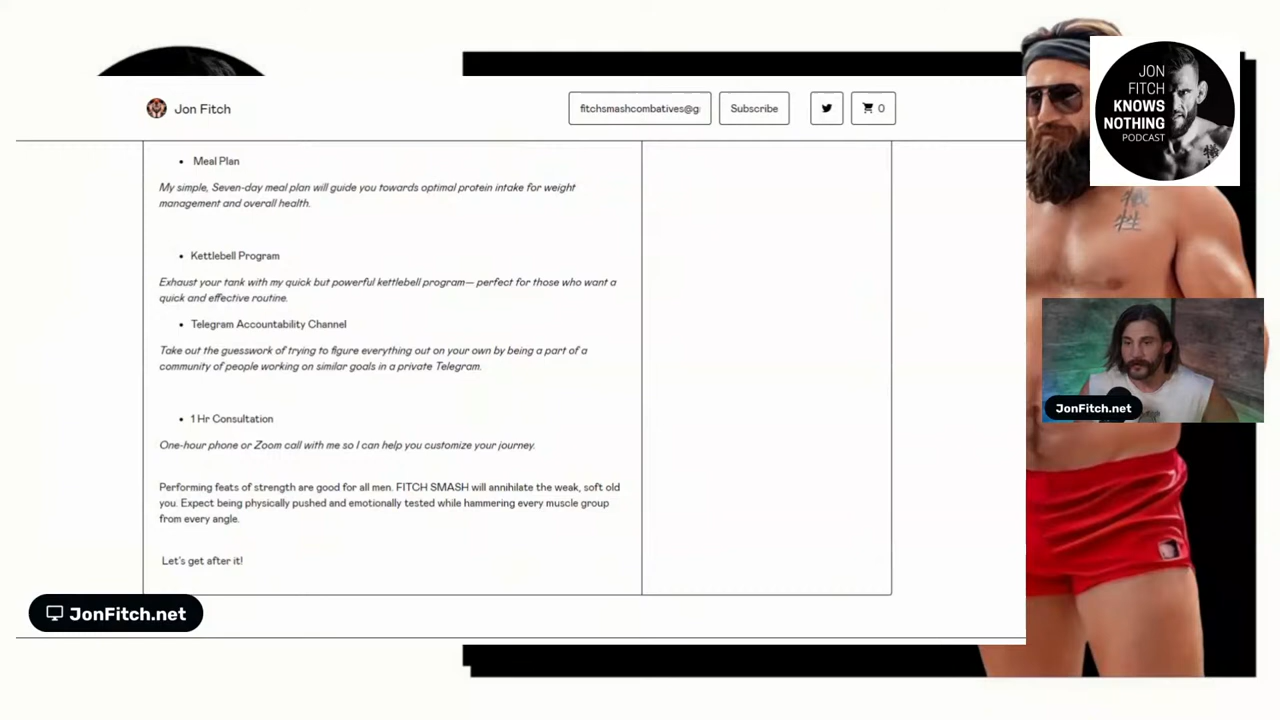 Jon Fitch
fitchsmashcombatives@g
Subscribe
0
JON
FITCH
KNOWS
NOTHING
PODCAST
• Meal Plan
My simple, Seven-day meal plan will guide you towards optimal protein intake for weight
management and overall health.
• Kettlebell Program
Exhaust your tank with my quick but powerful kettlebell program— perfect for those who want a
quick and effective routine.
• Telegram Accountability Channel
Take out the guesswork of trying to figure everything out on your own by being a part of a
community of people working on similar goals in a private Telegram.
• 1 Hr Consultation
One-hour phone or Zoom call with me so I can help you customize your journey.
Performing feats of strength are good for all men. FITCH SMASH will annihilate the weak, soft old
you. Expect being physically pushed and emotionally tested while hammering every muscle group
from every angle.
Let's get after it!
JonFitch.net
JonFitch.net